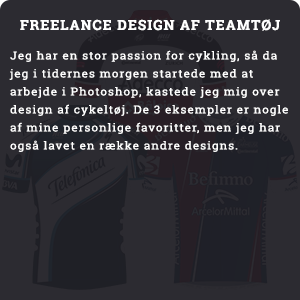 FREELANCE DESIGN AF TEAMTØJ
Jeg har en stor passion for cykling, så da
jeg i tidernes morgen startede med at
arbejde i Photoshop, kastede jeg mig over
design af cykeltøj. De 3 eksempler er nogle
af mine personlige favoritter, men jeg har
også lavet en række andre designs.
Telefónica
Befimmo
ArcelorMittal